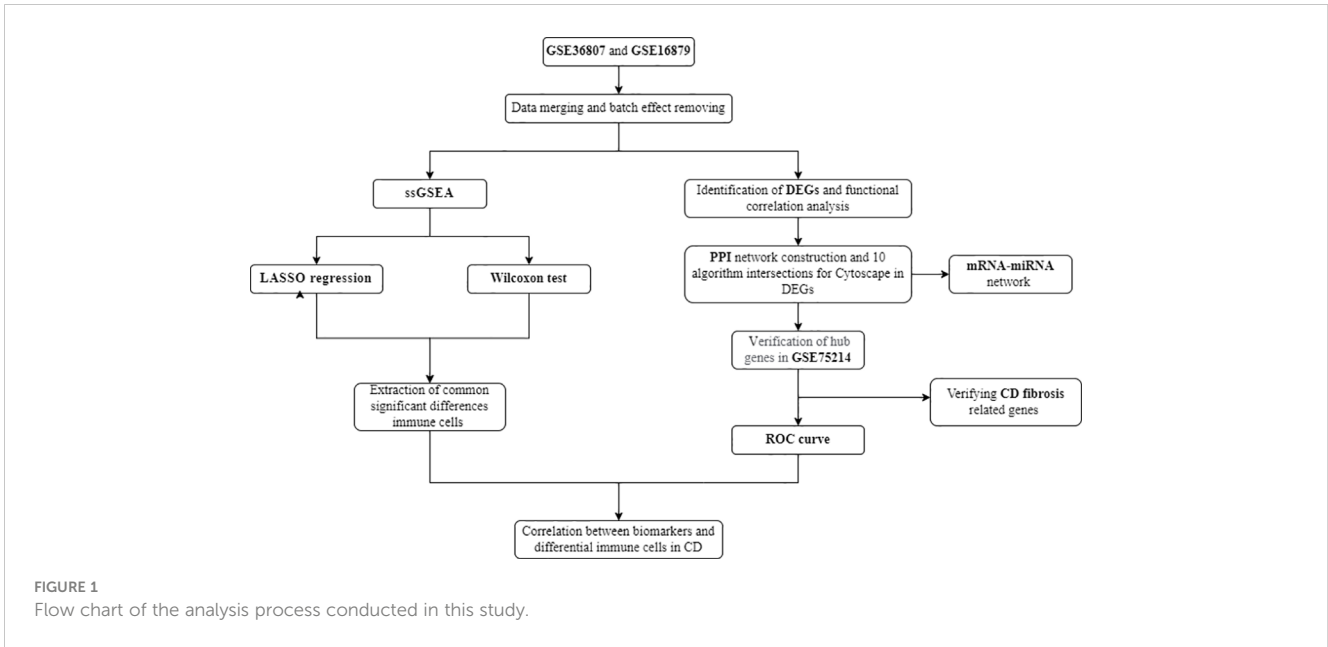 GSE36807 and GSE16879
Data merging and batch effect removing
ssGSEA
Identification of DEGs and functional
correlation analysis
LASSO regression
Wilcoxon test
PPI network construction and 10
algorithm intersections for Cytoscape in
DEGs
mRNA-miRNA
network
Verification of hub
genes in GSE75214
Extraction of common
significant differences
immune cells
Verifying CD fibrosis
related genes
ROC curve
Correlation between biomarkers and
differential immune cells in CD
FIGURE 1
Flow chart of the analysis process conducted in this study.